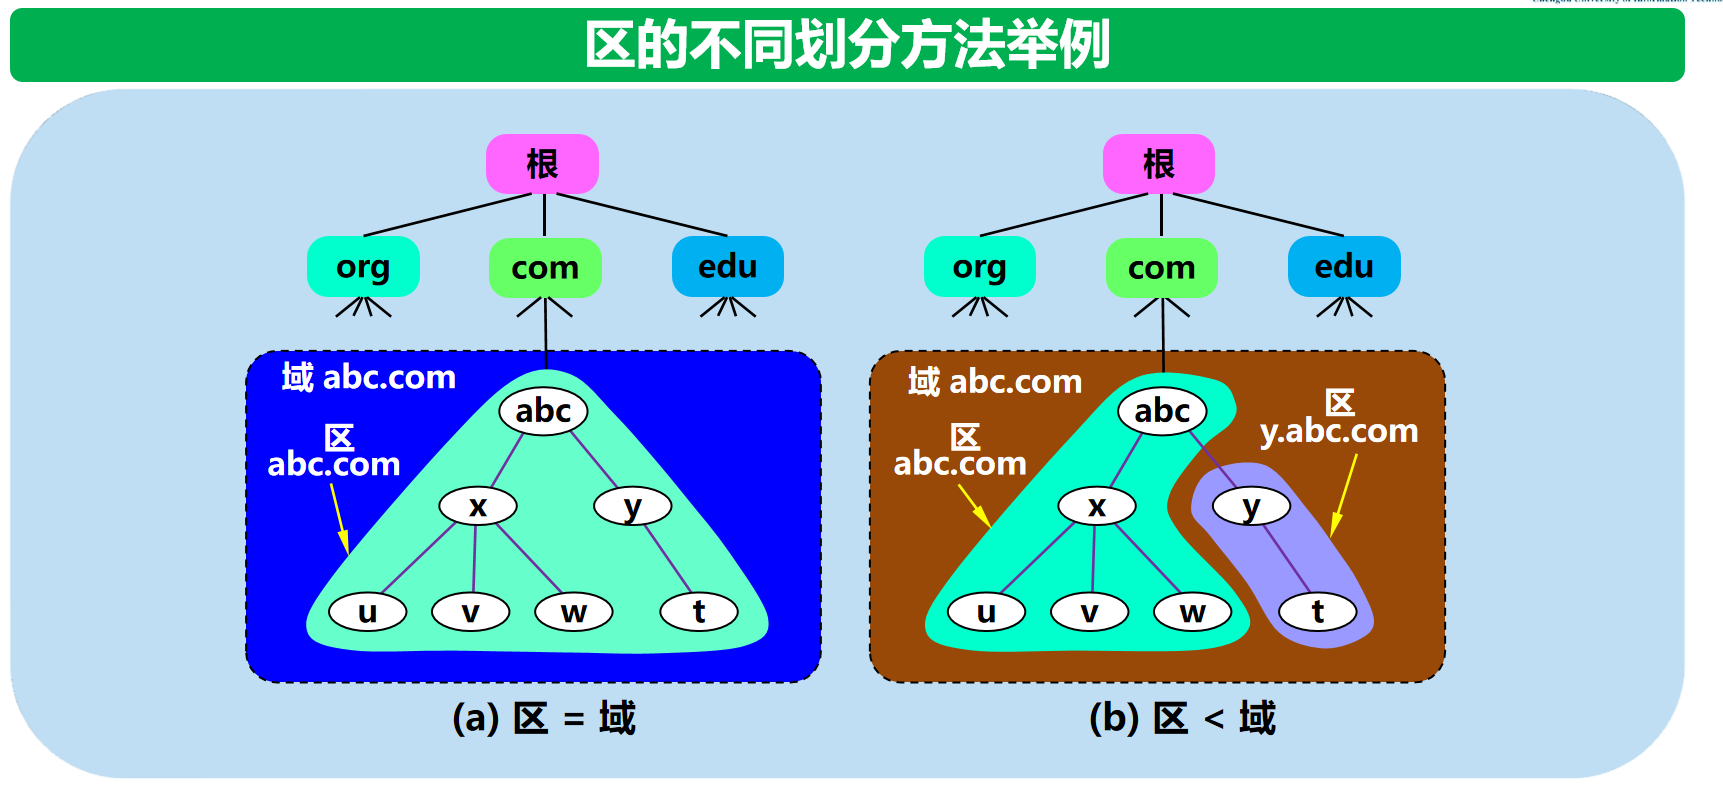 区的不同划分方法举例
根
org
com
edu
域 abc.com
区
abc.com
abc
x
y
u
v
w
t
(a) 区 = 域
根
org
com
edu
域 abc.com
区
abc.com
区
y.abc.com
abc
x
y
u
v
w
t
(b) 区 < 域